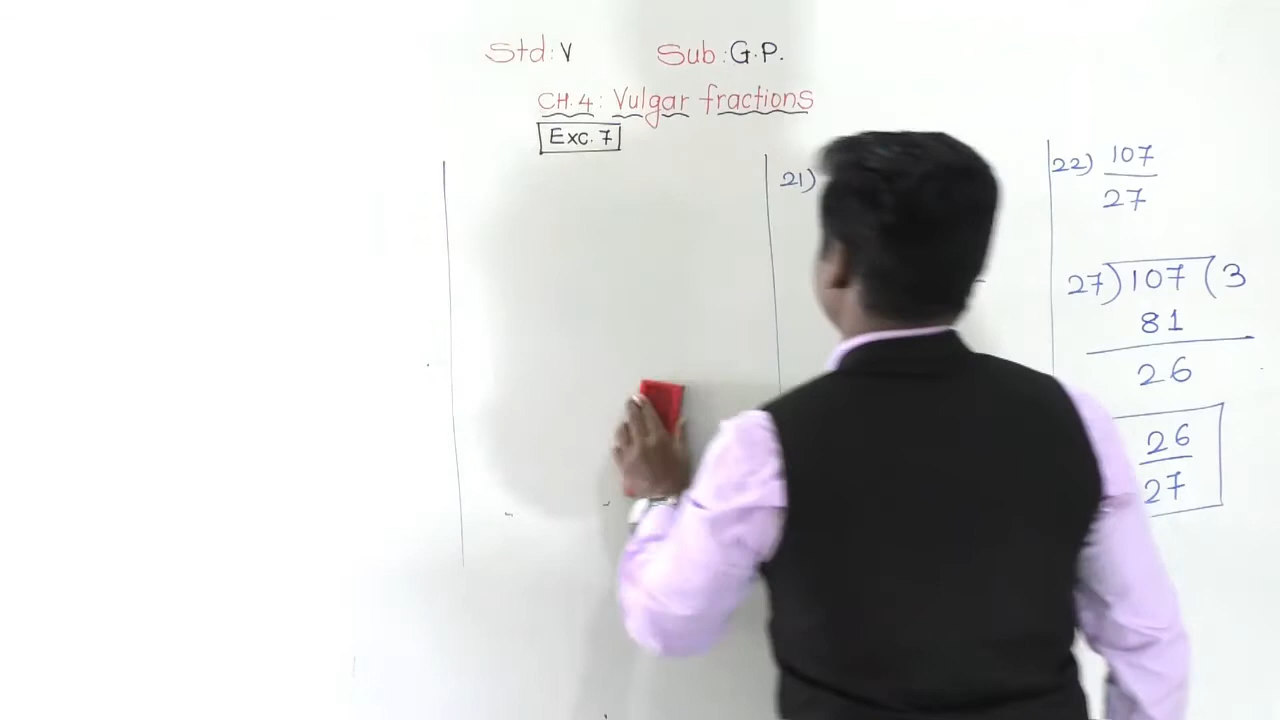 Std: V Sub: G.P.
CH.4: Vulgar fractions
Exc. 7
21)
22) 107
27
27)107(3
81
26
26
27